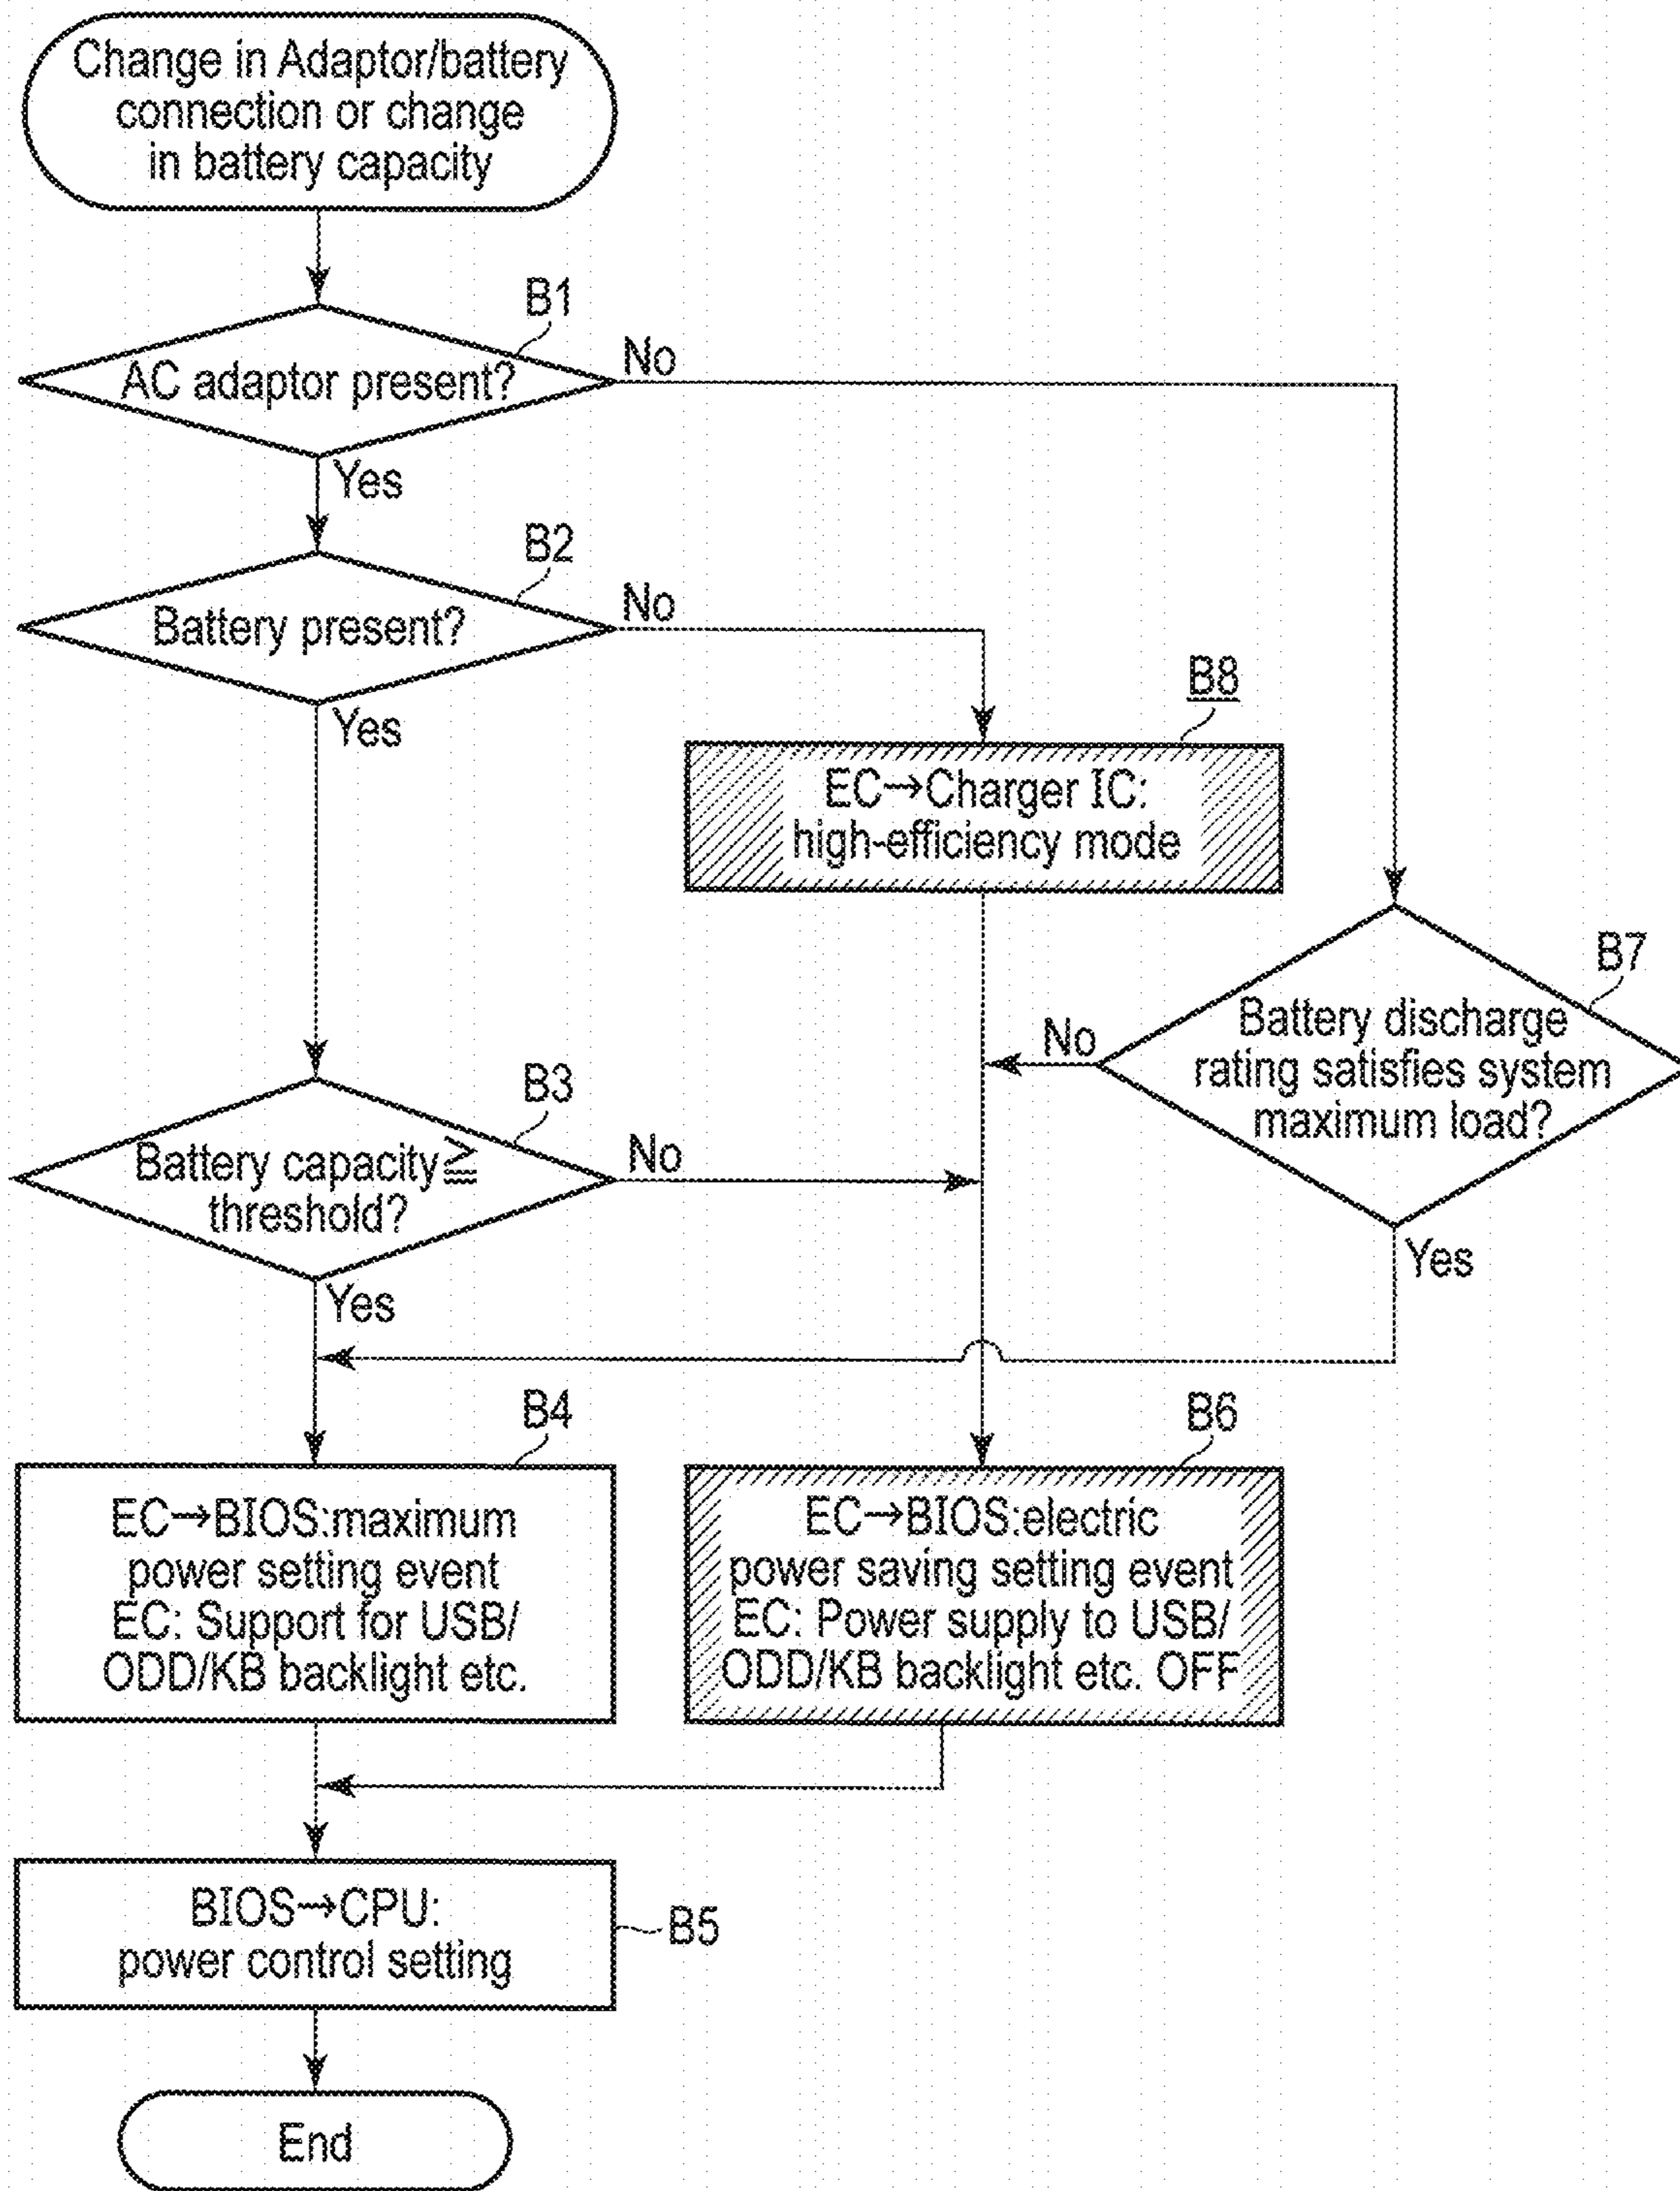 Change in Adaptor/battery
connection or change
in battery capacity
B1
AC adaptor present?
No
Yes
B2
Battery present?
No
Yes
B8
EC→Charger IC:
high-efficiency mode
B7
Battery discharge
rating satisfies system
maximum load?
No
Yes
B3
Battery capacity≧
threshold?
No
Yes
B4
EC→BIOS:maximum
power setting event
EC: Support for USB/
ODD/KB backlight etc.
B6
EC→BIOS:electric
power saving setting event
EC: Power supply to USB/
ODD/KB backlight etc. OFF
BIOS→CPU:
power control setting
B5
End